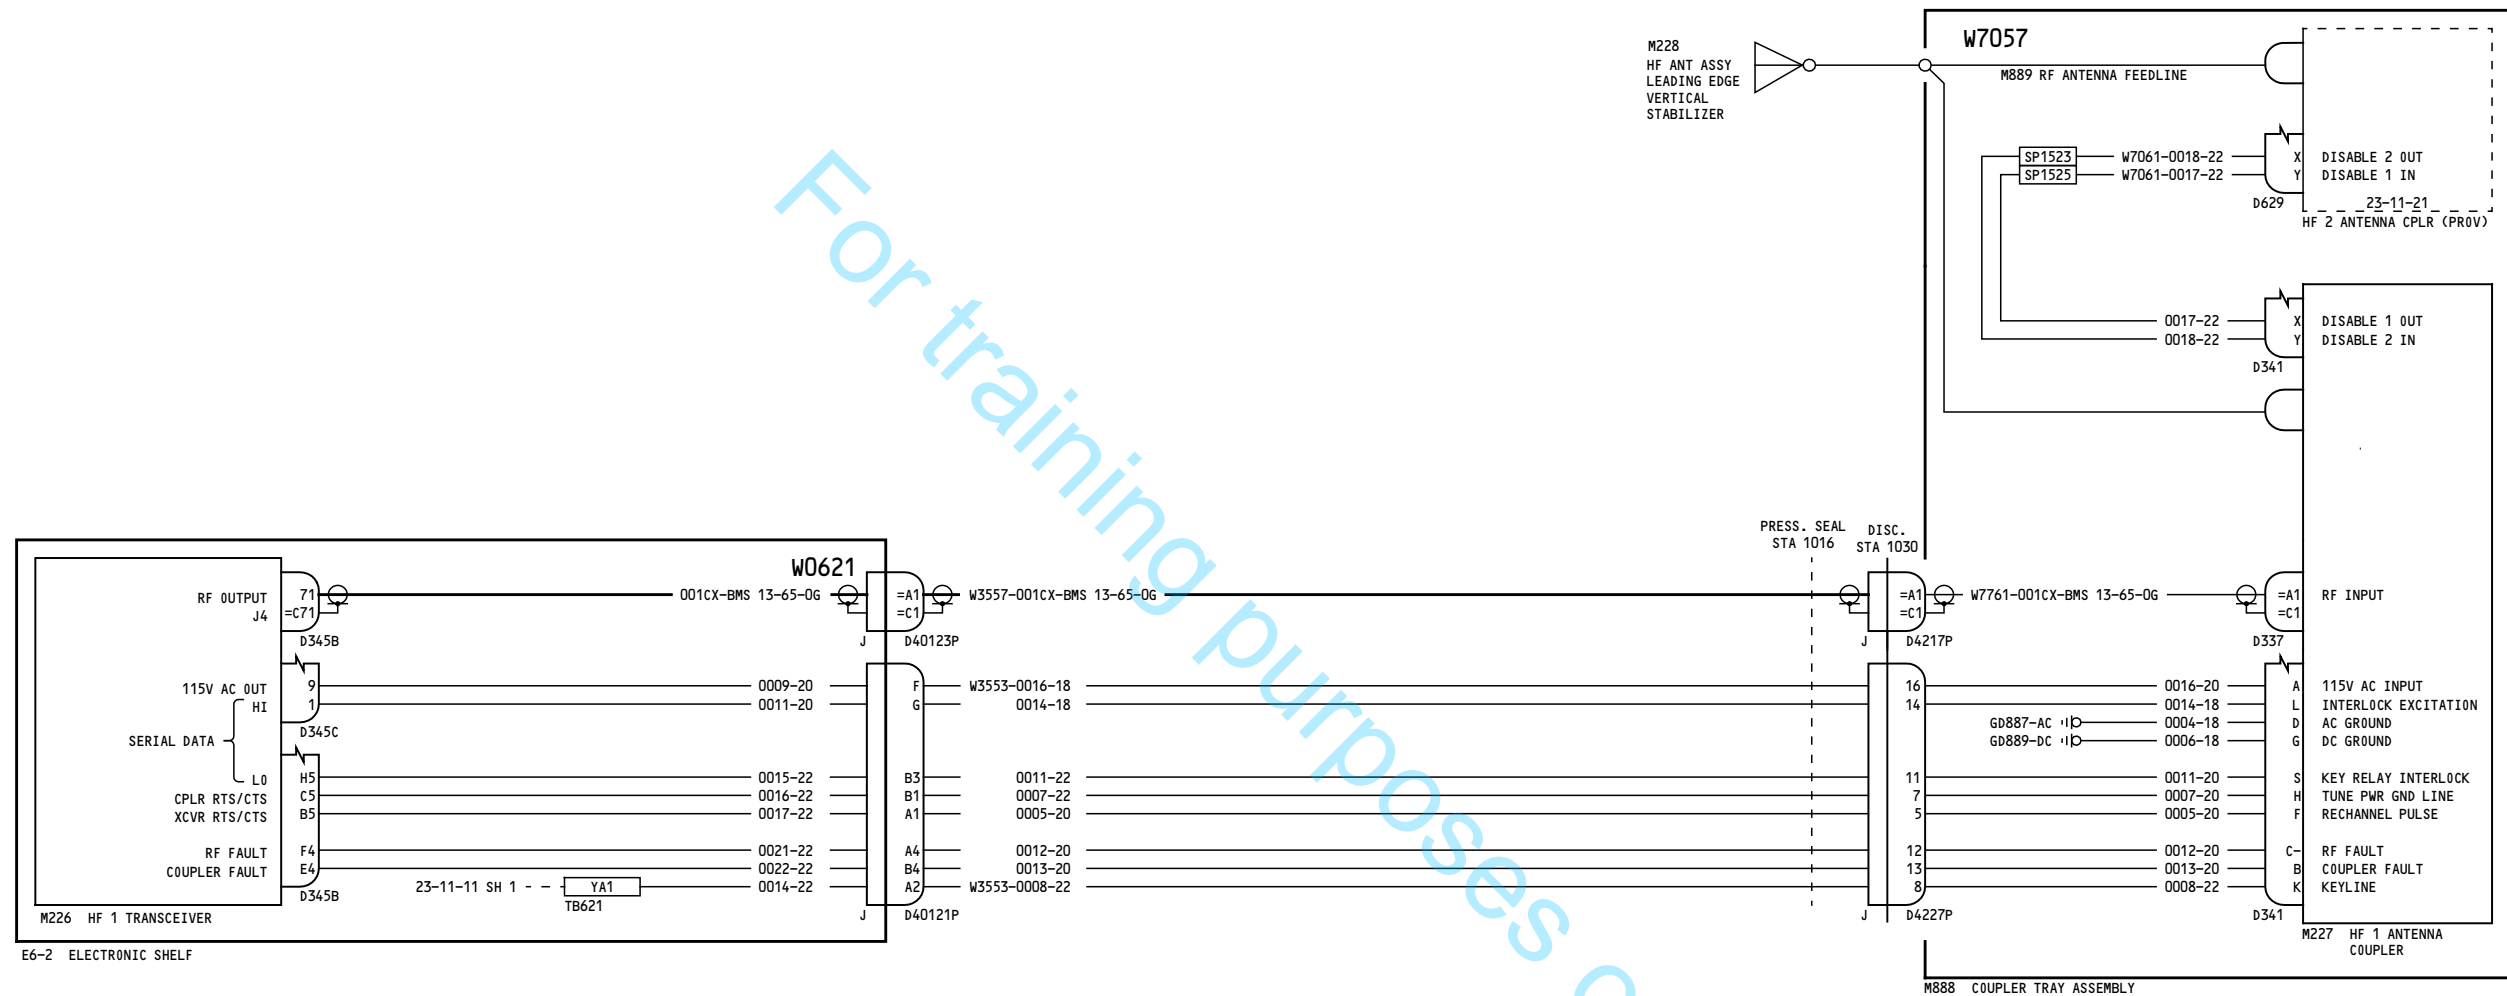 M228
HF ANT ASSY
LEADING EDGE
VERTICAL
STABILIZER
W7057
M889 RF ANTENNA FEEDLINE
SP1523 W7061-0018-22 X DISABLE 2 OUT
SP1525 W7061-0017-22 Y DISABLE 1 IN
D629 23-11-21
HF 2 ANTENNA CPLR (PROV)
0017-22 X DISABLE 1 OUT
0018-22 Y DISABLE 2 IN
D341
PRESS. SEAL
STA 1016
DISC.
STA 1030
W0621
RF OUTPUT 71 001CX-BMS 13-65-OG =A1 W3557-001CX-BMS 13-65-OG =A1 W7761-001CX-BMS 13-65-OG =A1 RF INPUT
J4 =C71 =C1 =C1 =C1
D345B J D40123P J D4217P D337
115V AC OUT 9 0009-20 F W3553-0016-18 16 0016-20 A 115V AC INPUT
HI 1 0011-20 G 0014-18 14 0014-18 L INTERLOCK EXCITATION
D345C GD887-AC 0004-18 D AC GROUND
SERIAL DATA GD889-DC 0006-18 G DC GROUND
LO H5 0015-22 B3 0011-22 11 0011-20 S KEY RELAY INTERLOCK
CPLR RTS/CTS C5 0016-22 B1 0007-22 7 0007-20 H TUNE PWR GND LINE
XCVR RTS/CTS B5 0017-22 A1 0005-20 5 0005-20 F RECHANNEL PULSE
RF FAULT F4 0021-22 A4 0012-20 12 0012-20 C- RF FAULT
COUPLER FAULT E4 0022-22 B4 0013-20 13 0013-20 B COUPLER FAULT
23-11-11 SH 1 YA1 0014-22 A2 W3553-0008-22 8 0008-22 K KEYLINE
D345B TB621
M226 HF 1 TRANSCEIVER J D40121P J D4227P D341
M227 HF 1 ANTENNA
COUPLER
E6-2 ELECTRONIC SHELF
M888 COUPLER TRAY ASSEMBLY
For training purposes